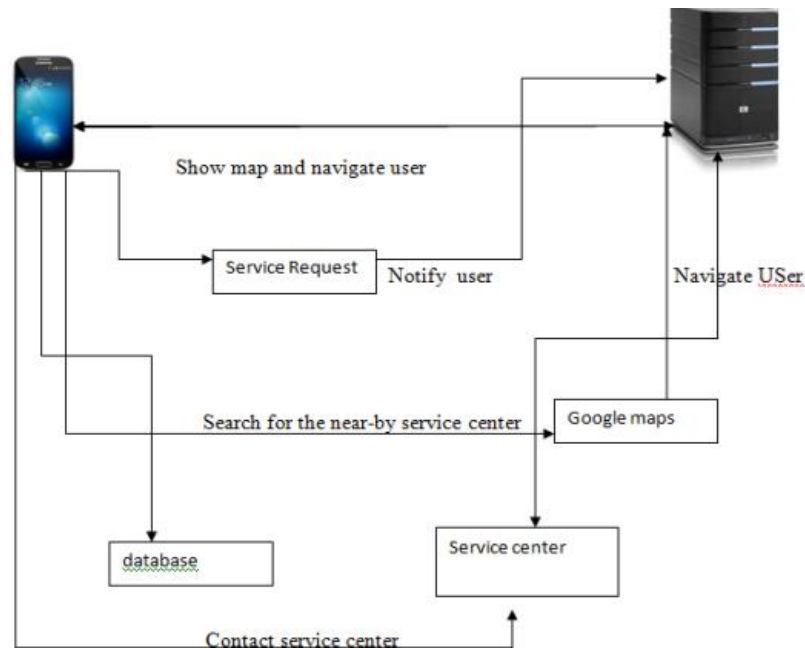 Show map and navigate user
Service Request
Notify user
Navigate USer
Search for the near-by service center
Google maps
database
Service center
Contact service center